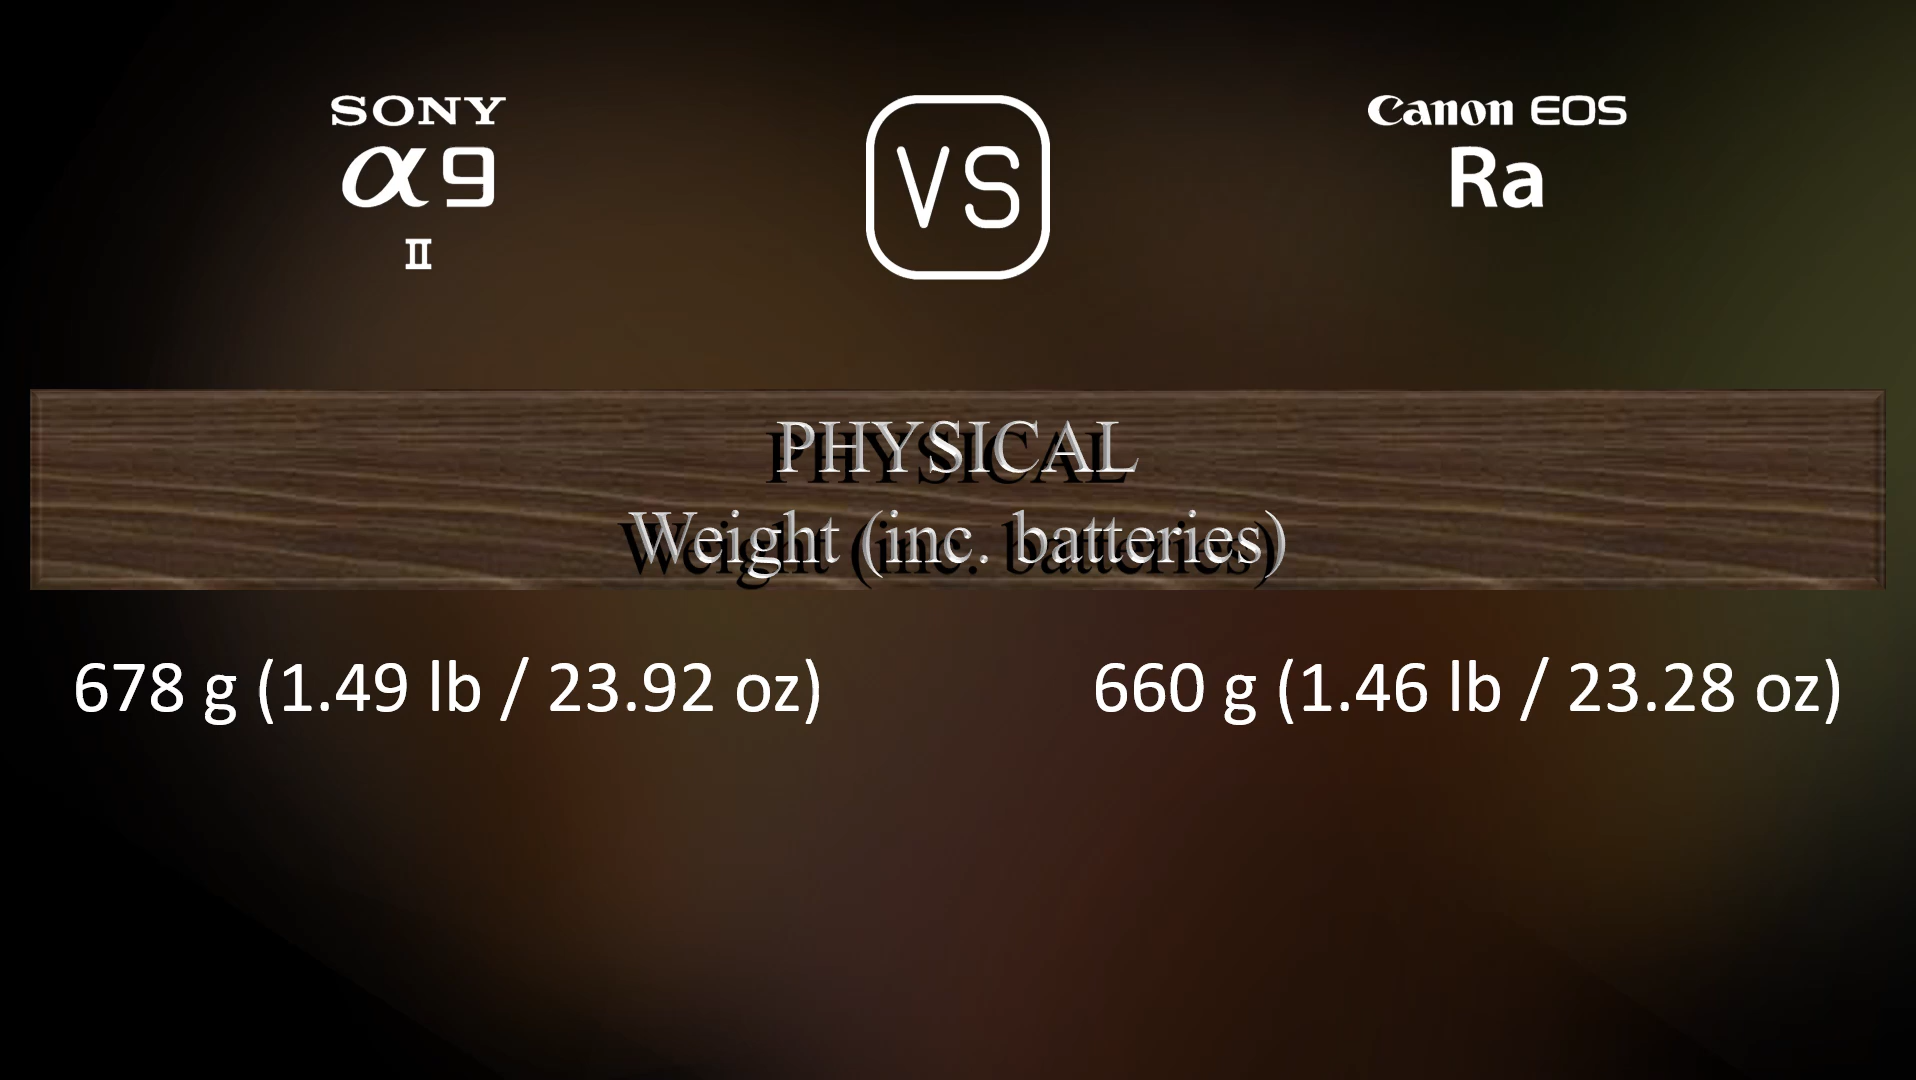 SONY
α9
II
VS
Canon EOS
Ra
PHYSICAL
Weight (inc. batteries)
678 g (1.49 lb / 23.92 oz)
660 g (1.46 lb / 23.28 oz)